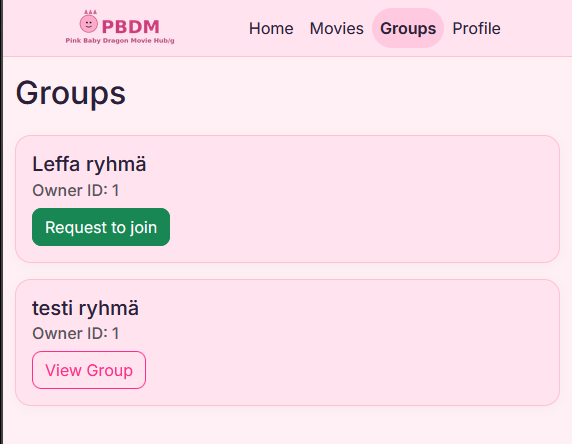 PBDM
Pink Baby Dragon Movie Hub/g
Home Movies Groups Profile
Groups
Leffa ryhmä
Owner ID: 1
Request to join
testi ryhmä
Owner ID: 1
View Group